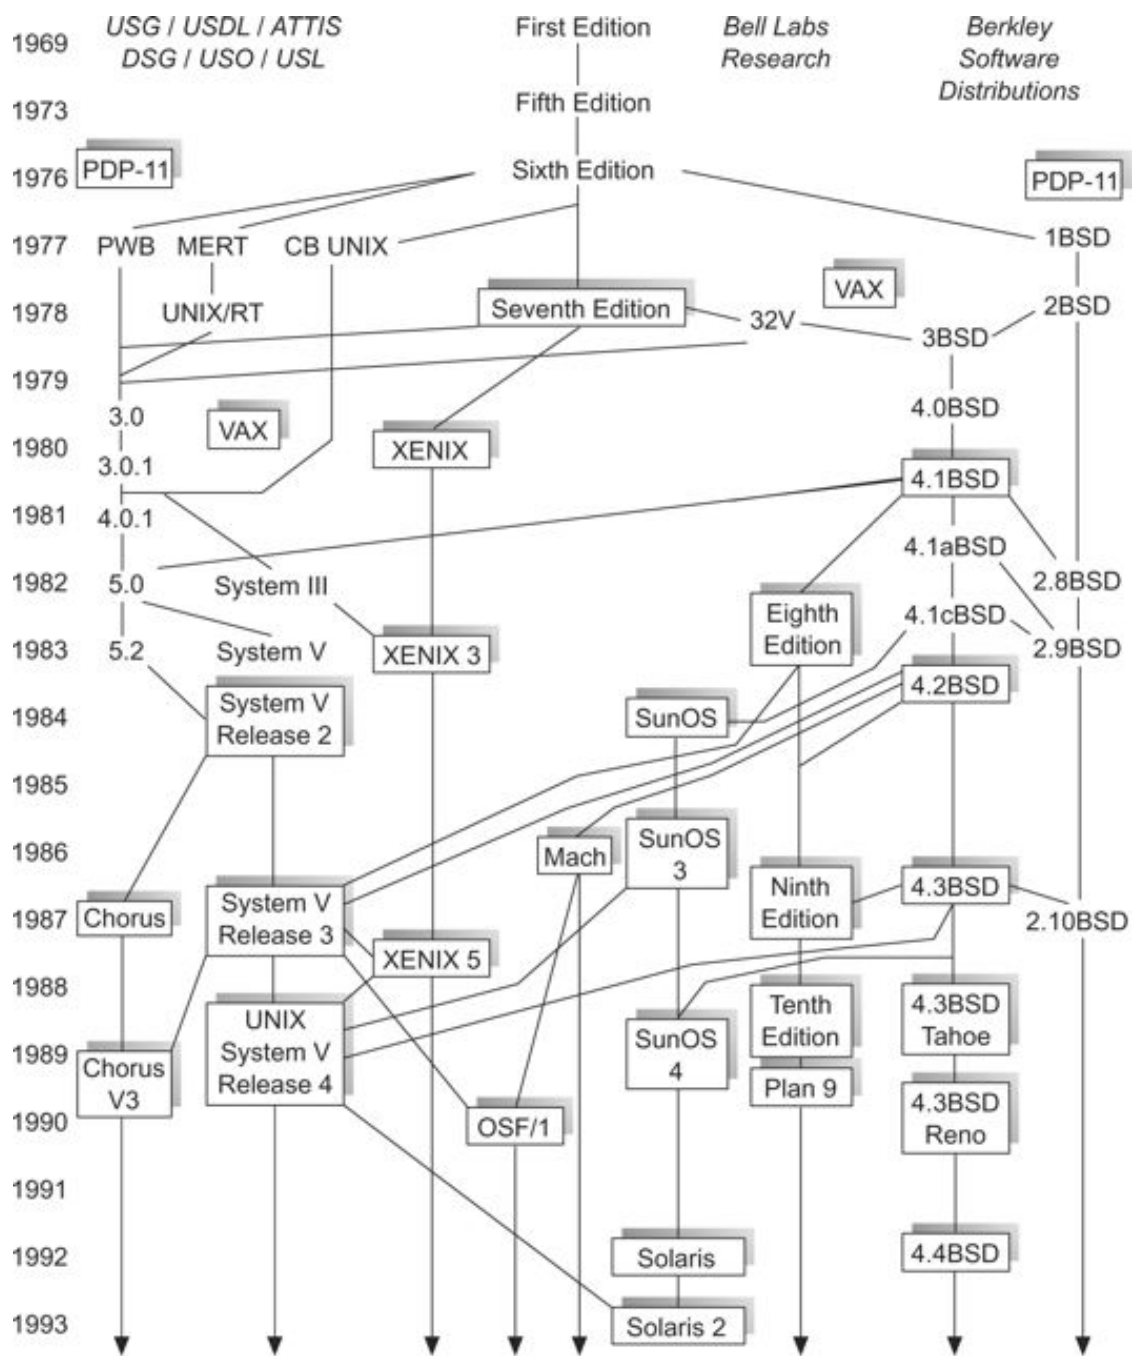 USG / USDL / ATTIS
DSG / USO / USL
Bell Labs
Research
Berkley
Software
Distributions
1969
First Edition
1973
Fifth Edition
1976
PDP-11
Sixth Edition
PDP-11
1977
PWB
MERT
CB UNIX
1BSD
VAX
1978
UNIX/RT
Seventh Edition
32V
2BSD
3BSD
1979
3.0
VAX
4.0BSD
1980
XENIX
3.0.1
4.1BSD
1981
4.0.1
4.1aBSD
1982
5.0
System III
2.8BSD
Eighth
Edition
4.1cBSD
1983
5.2
System V
XENIX 3
2.9BSD
4.2BSD
1984
System V
Release 2
SunOS
1985
1986
Mach
SunOS
3
1987
Chorus
System V
Release 3
Ninth
Edition
4.3BSD
2.10BSD
XENIX 5
1988
UNIX
System V
Release 4
Tenth
Edition
4.3BSD
Tahoe
1989
Chorus
V3
SunOS
4
Plan 9
1990
OSF/1
4.3BSD
Reno
1991
1992
Solaris
4.4BSD
1993
Solaris 2